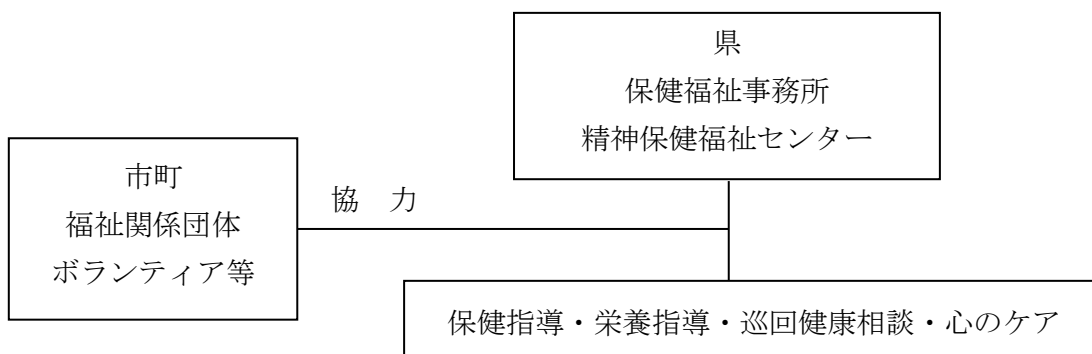 県
保健福祉事務所
精神保健福祉センター
市町
福祉関係団体
ボランティア等
協　力
保健指導・栄養指導・巡回健康相談・心のケア